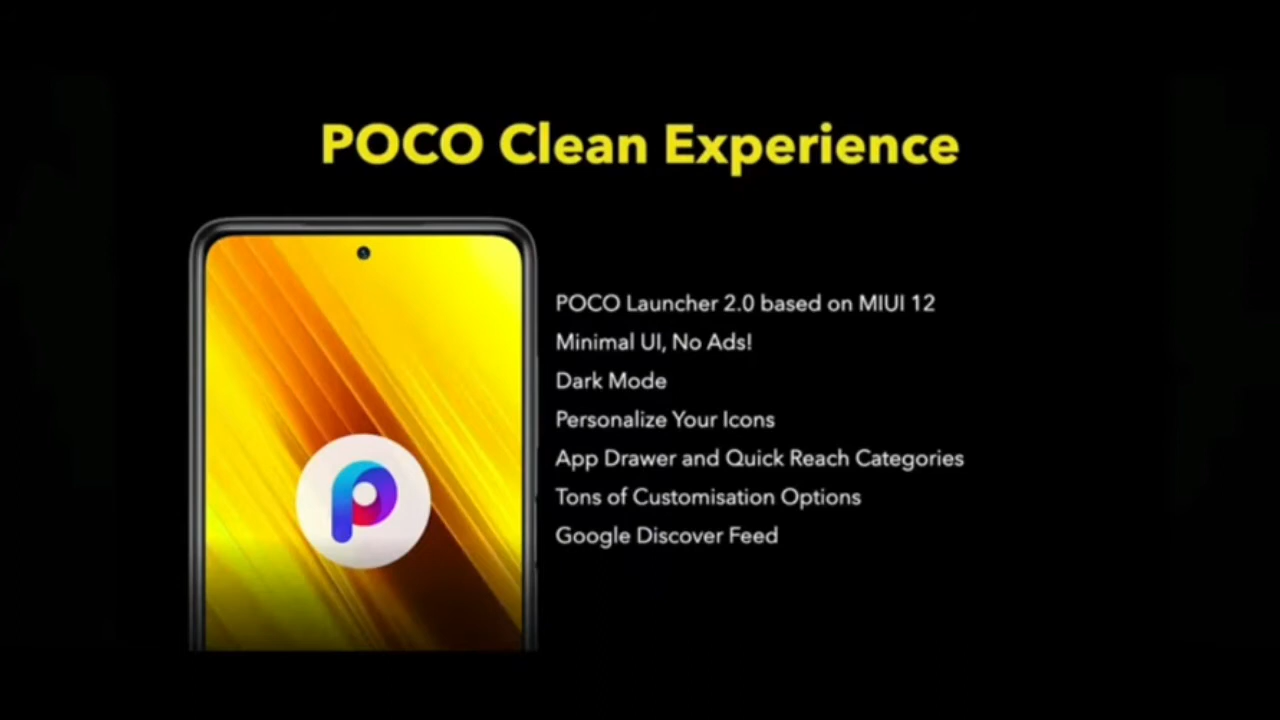 POCO Clean Experience
POCO Launcher 2.0 based on MIUI 12
Minimal UI, No Ads!
Dark Mode
Personalize Your Icons
App Drawer and Quick Reach Categories
Tons of Customisation Options
Google Discover Feed